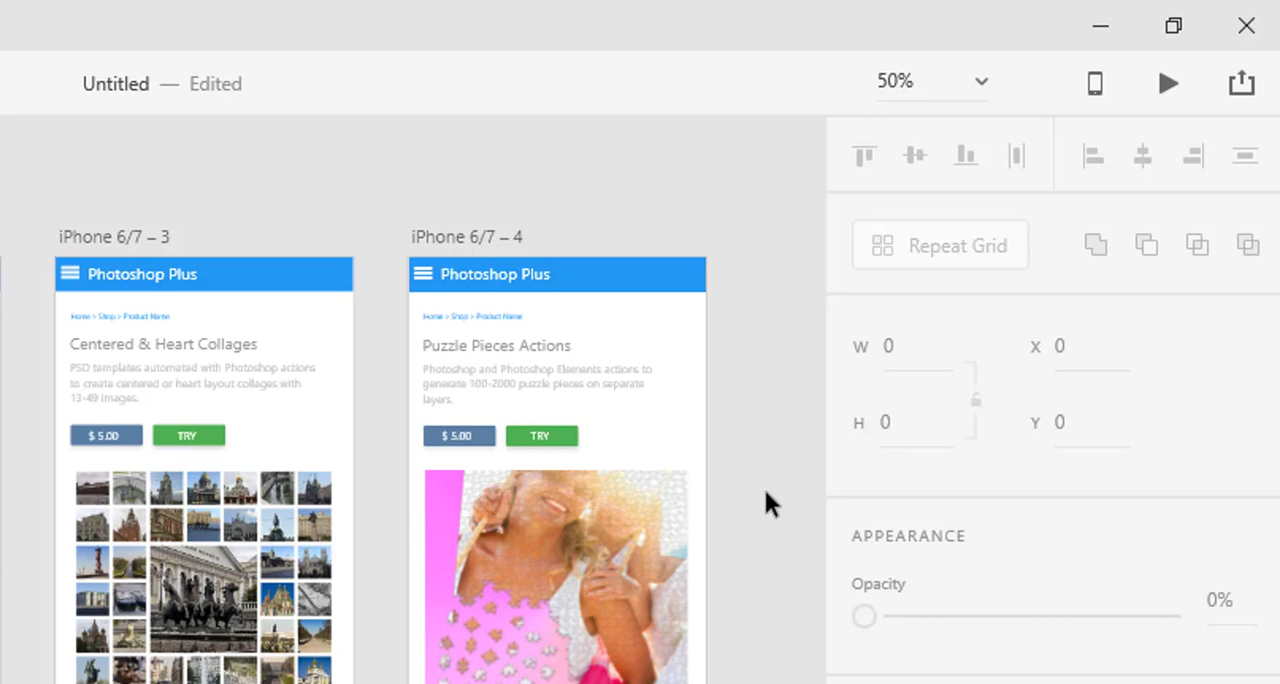 Untitled — Edited
50%
Repeat Grid
iPhone 6/7 – 3
iPhone 6/7 – 4
Photoshop Plus
Photoshop Plus
W 0
X 0
H 0
Y 0
Home > Shop > Product Name
Centered & Heart Collages
PSD templates automated with Photoshop actions
to create centered or heart layout collages with
13-49 images.
$ 5.00
TRY
Home > Shop > Product Name
Puzzle Pieces Actions
Photoshop and Photoshop Elements actions to
generate 100-2000 puzzle pieces on separate
layers.
$ 5.00
TRY
APPEARANCE
Opacity
0%